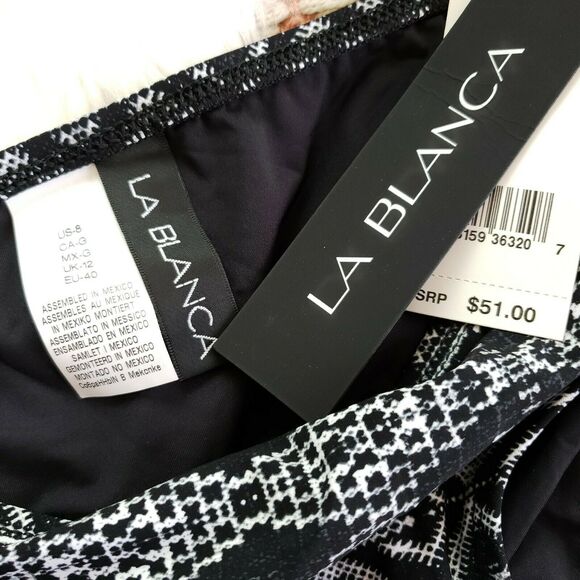 US-8
CA-G
MX-G
UK-12
EU-40
ASSEMBLED IN MEXICO
ASSEMBLES AU MEXIQUE
IN MEXIKO MONTIERT
ASSEMBLATO IN MESSICO
ENSAMBLADO EN MEXICO
SAMLET I MEXICO
GEMONTEERD IN MEXICO
MONTADO NO MEXICO
LA BLANCA
LA BLANCA
159 36320 7
SRP $51.00